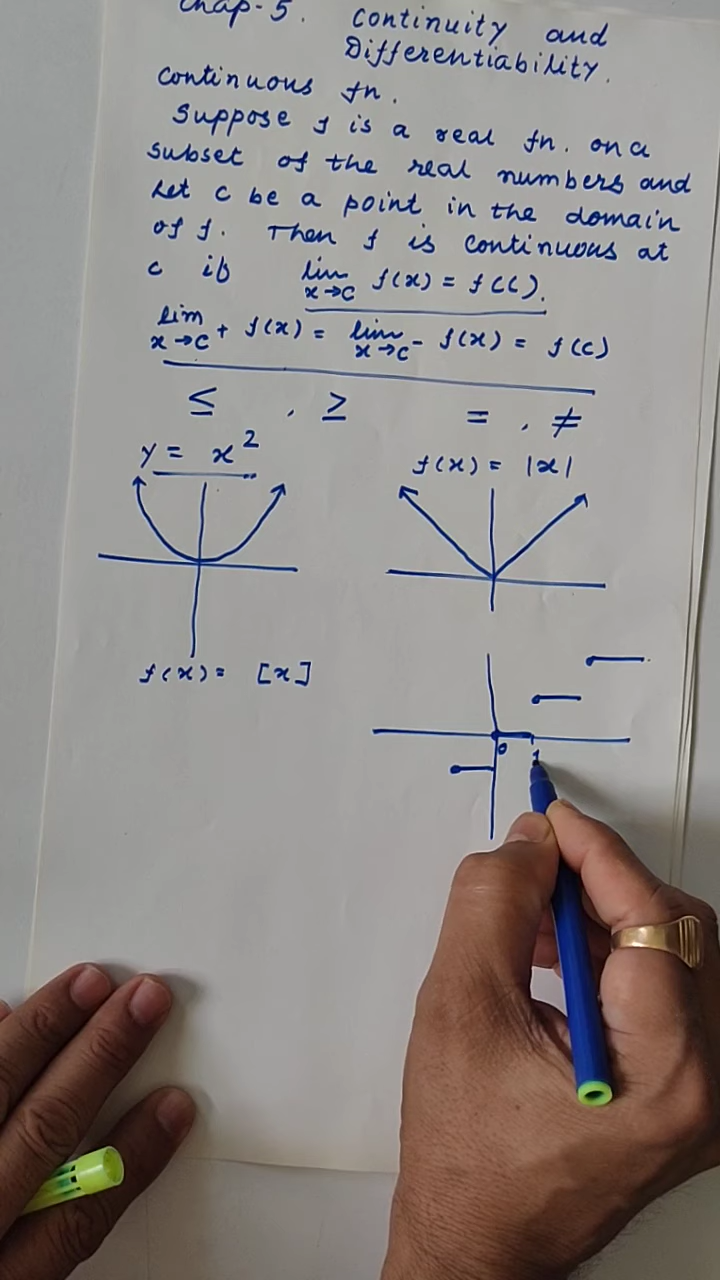 Chap-5. Continuity and
Differentiability.
Continuous fn.
Suppose f is a real fn. on a
subset of the real numbers and
Let c be a point in the domain
of f. Then f is continuous at
c if lim x→c f(x) = f(c).
lim x→c+ f(x) = lim x→c- f(x) = f(c)
≤ , ≥ = , ≠
y = x² f(x) = |x|
f(x) = [x]
0 1